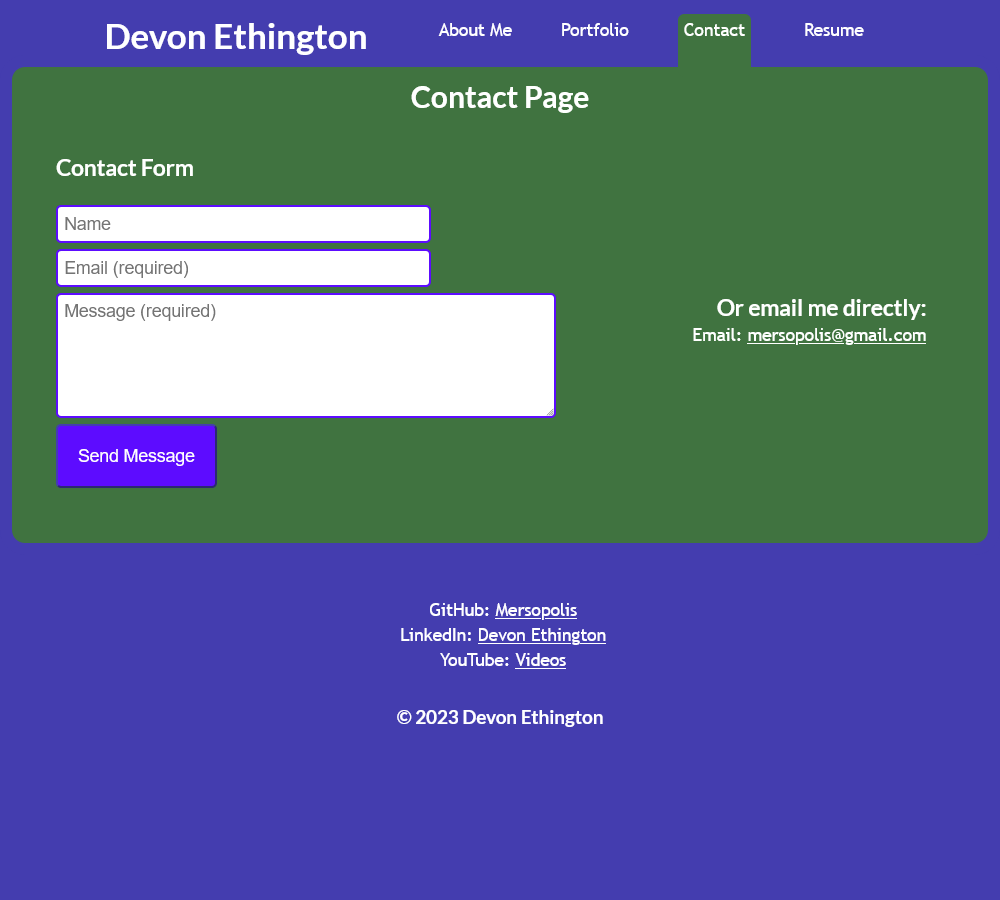 Devon Ethington
About Me Portfolio Contact Resume
Contact Page
Contact Form
Name
Email (required)
Message (required)
Send Message
Or email me directly:
Email: mersopolis@gmail.com
GitHub: Mersopolis
LinkedIn: Devon Ethington
YouTube: Videos
© 2023 Devon Ethington